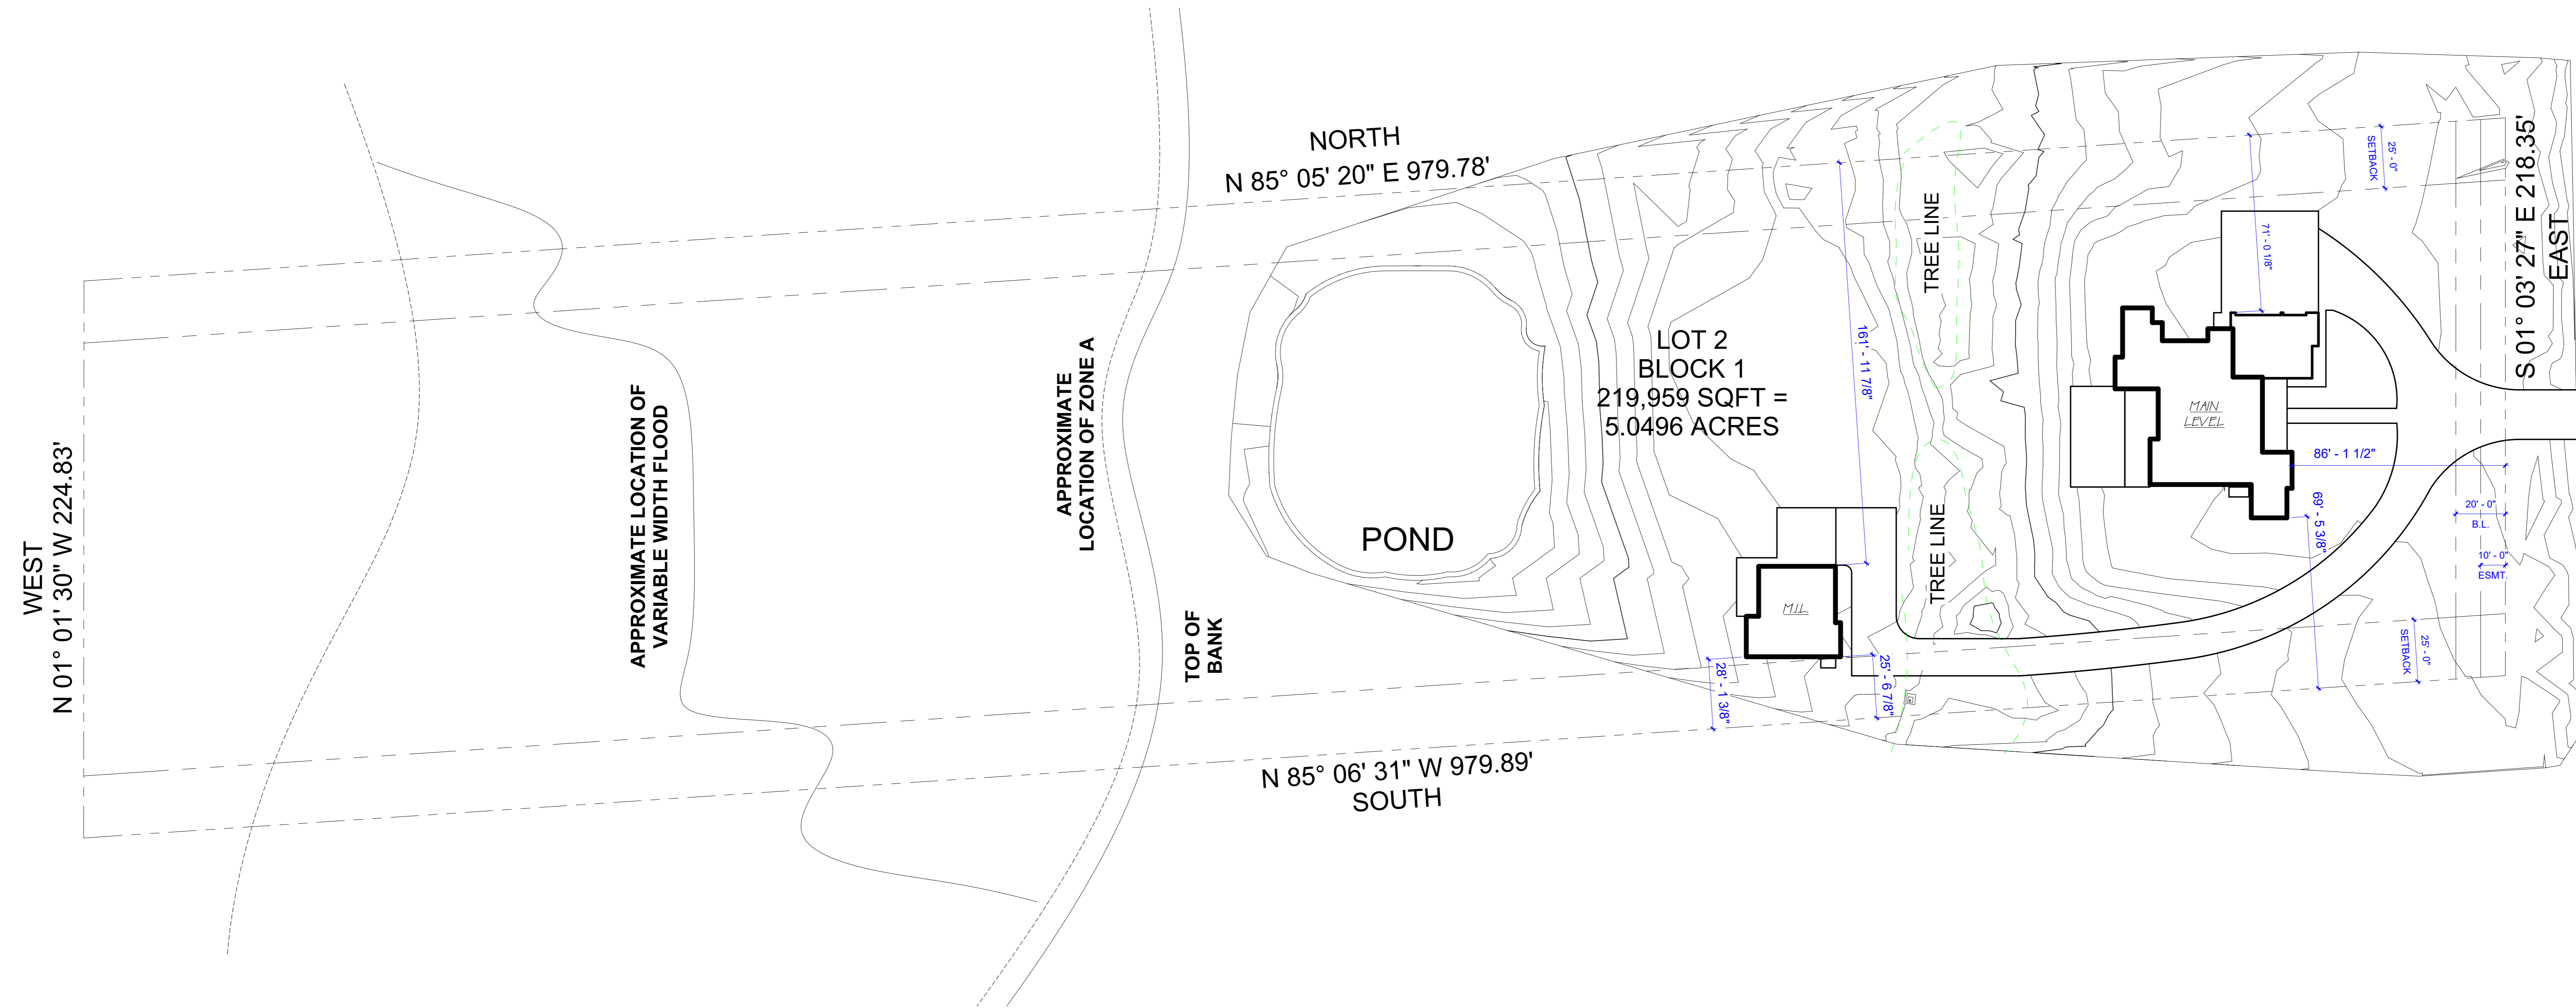 WEST
N 01° 01' 30" W 224.83'
APPROXIMATE LOCATION OF
VARIABLE WIDTH FLOOD
APPROXIMATE
LOCATION OF ZONE A
TOP OF
BANK
NORTH
N 85° 05' 20" E 979.78'
POND
N 85° 06' 31" W 979.89'
SOUTH
LOT 2
BLOCK 1
219,959 SQFT =
5.0496 ACRES
161' - 11 7/8"
M.I.L.
28' - 1 3/8"
25' - 6 7/8"
TREE LINE
TREE LINE
71' - 0 1/8"
MAIN
LEVEL
86' - 1 1/2"
69' - 5 3/8"
25' - 0"
SETBACK
20' - 0"
B.L.
10' - 0"
ESMT.
25' - 0"
SETBACK
S 01° 03' 27" E 218.35'
EAST